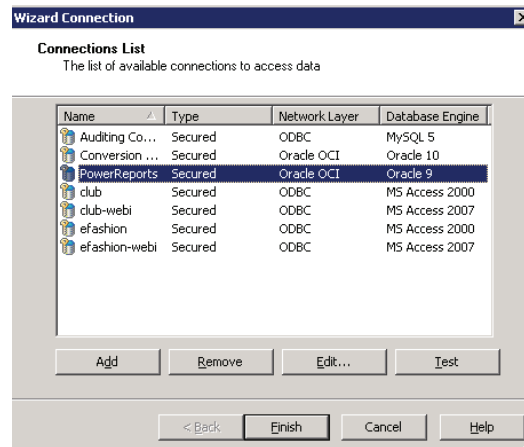 Wizard Connection
Connections List
The list of available connections to access data
Name Type Network Layer Database Engine
Auditing Co... Secured ODBC MySQL 5
Conversion ... Secured Oracle OCI Oracle 10
PowerReports Secured Oracle OCI Oracle 9
club Secured ODBC MS Access 2000
club-webi Secured ODBC MS Access 2007
efashion Secured ODBC MS Access 2000
efashion-webi Secured ODBC MS Access 2007
Add Remove Edit... Test
< Back Finish Cancel Help